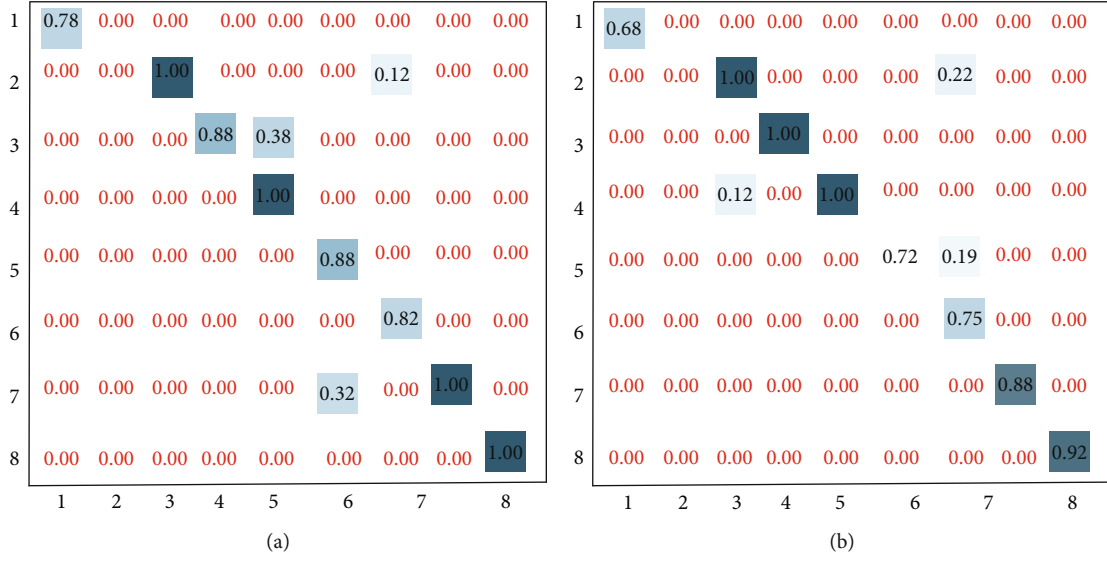 1 0.78 0.00 0.00 0.00 0.00 0.00 0.00 0.00 0.00
2 0.00 0.00 1.00 0.00 0.00 0.00 0.12 0.00 0.00
3 0.00 0.00 0.00 0.88 0.38 0.00 0.00 0.00 0.00
4 0.00 0.00 0.00 0.00 1.00 0.00 0.00 0.00 0.00
5 0.00 0.00 0.00 0.00 0.00 0.88 0.00 0.00 0.00
6 0.00 0.00 0.00 0.00 0.00 0.00 0.82 0.00 0.00
7 0.00 0.00 0.00 0.00 0.00 0.32 0.00 1.00 0.00
8 0.00 0.00 0.00 0.00 0.00 0.00 0.00 0.00 1.00
1 2 3 4 5 6 7 8
(a)
1 0.68 0.00 0.00 0.00 0.00 0.00 0.00 0.00 0.00
2 0.00 0.00 1.00 0.00 0.00 0.00 0.22 0.00 0.00
3 0.00 0.00 0.00 1.00 0.00 0.00 0.00 0.00 0.00
4 0.00 0.00 0.12 0.00 1.00 0.00 0.00 0.00 0.00
5 0.00 0.00 0.00 0.00 0.00 0.72 0.19 0.00 0.00
6 0.00 0.00 0.00 0.00 0.00 0.00 0.75 0.00 0.00
7 0.00 0.00 0.00 0.00 0.00 0.00 0.00 0.88 0.00
8 0.00 0.00 0.00 0.00 0.00 0.00 0.00 0.00 0.92
1 2 3 4 5 6 7 8
(b)